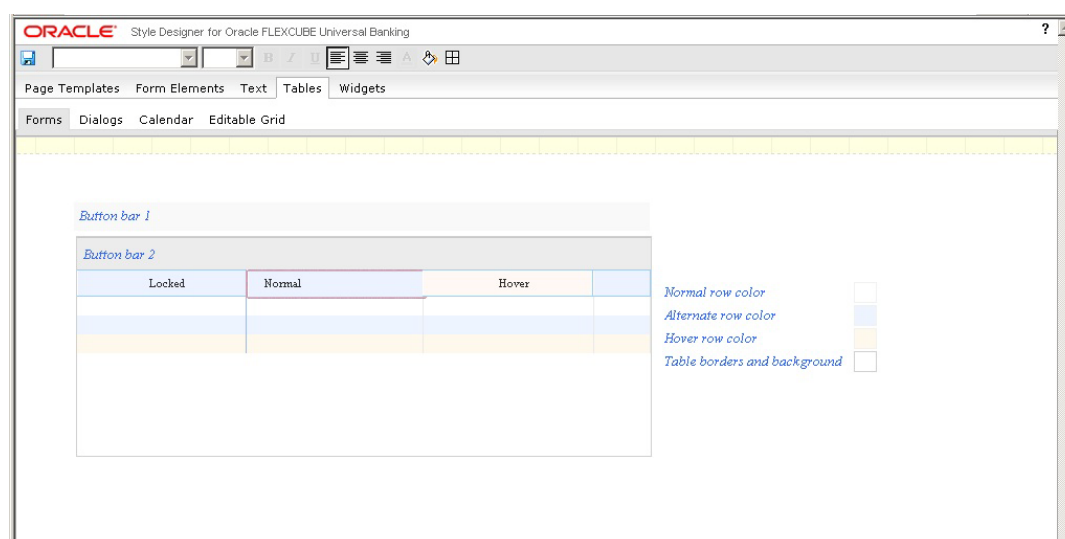 ORACLE® Style Designer for Oracle FLEXCUBE Universal Banking ?
B I U A
Page Templates Form Elements Text Tables Widgets
Forms Dialogs Calendar Editable Grid
Button bar 1
Button bar 2
Locked Normal Hover
Normal row color
Alternate row color
Hover row color
Table borders and background